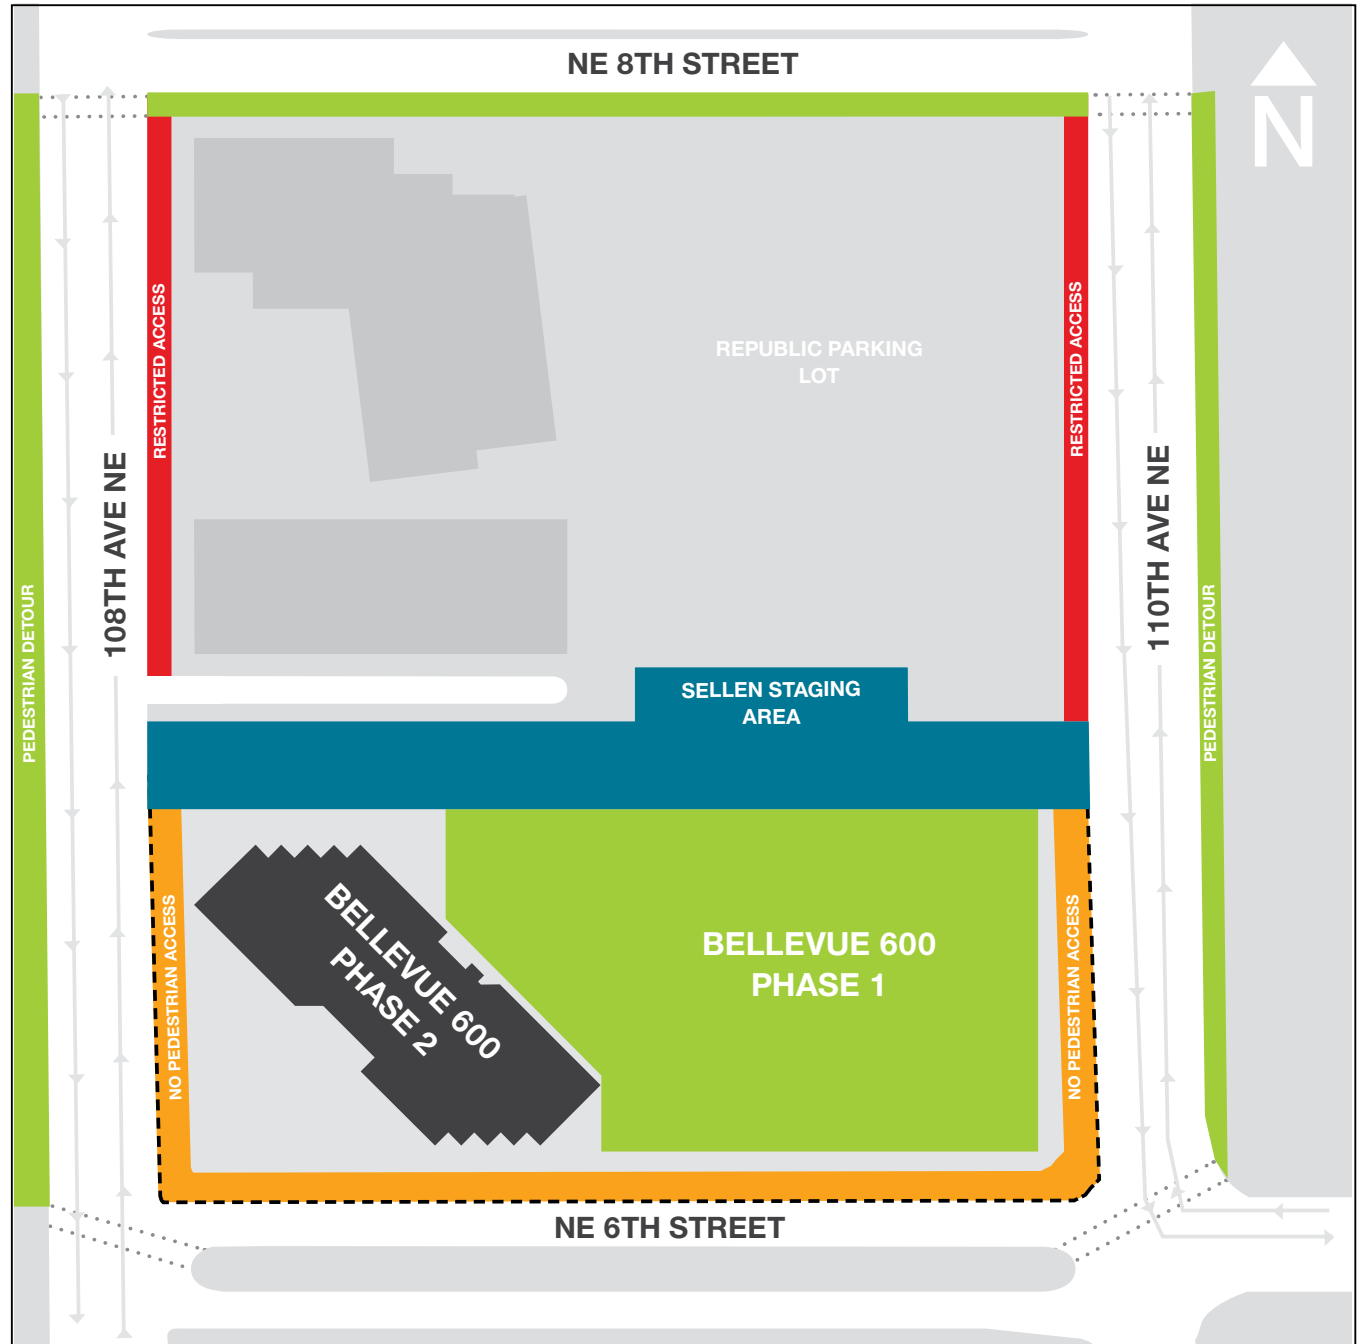 NE 8TH STREET
N
RESTRICTED ACCESS
RESTRICTED ACCESS
REPUBLIC PARKING
LOT
108TH AVE NE
110TH AVE NE
PEDESTRIAN DETOUR
PEDESTRIAN DETOUR
SELLEN STAGING
AREA
NO PEDESTRIAN ACCESS
BELLEVUE 600
PHASE 2
BELLEVUE 600
PHASE 1
NO PEDESTRIAN ACCESS
NE 6TH STREET